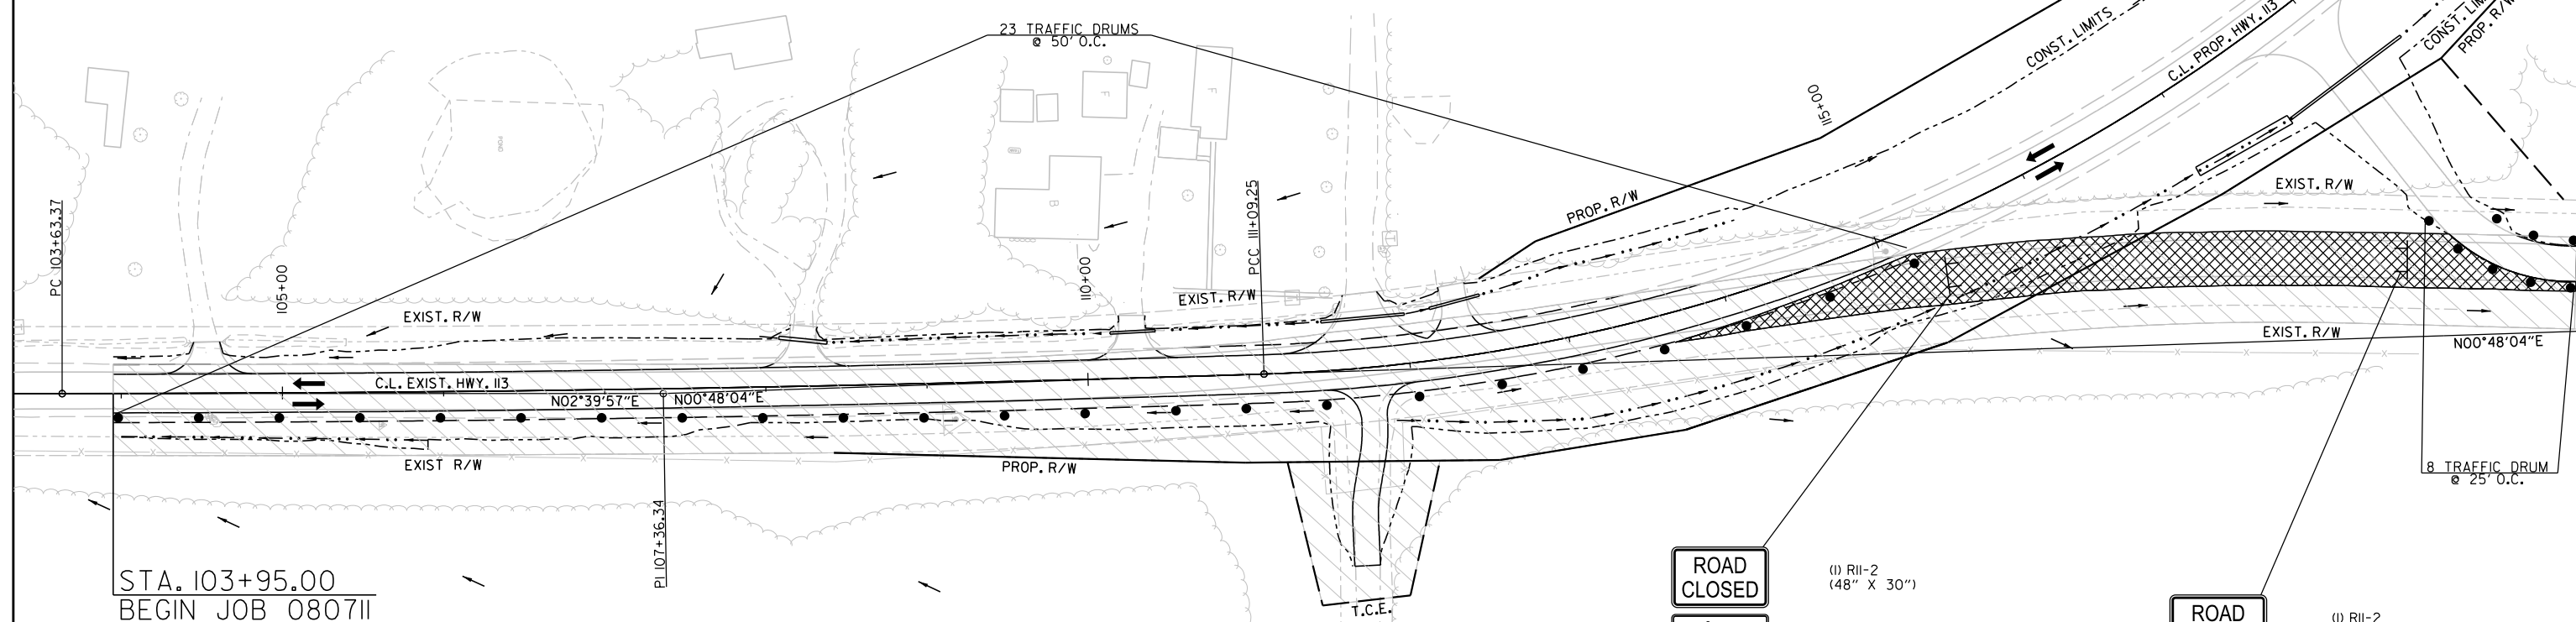 23 TRAFFIC DRUMS
@ 50' O.C.
CONST. LIMITS
C.L. PROP. HWY. 113
CONST. LIM
PROP. R/W
115+00
PC 103+63.37
POND
PCC 111+09.25
PROP. R/W
EXIST. R/W
105+00
110+00
EXIST. R/W
EXIST. R/W
EXIST. R/W
N00°48'04"E
C.L. EXIST. HWY. 113
N02°39'57"E
N00°48'04"E
EXIST R/W
PROP. R/W
8 TRAFFIC DRUM
@ 25' O.C.
PI 107+36.34
STA. 103+95.00
BEGIN JOB 080711
T.C.E.
ROAD
CLOSED
(1) R11-2
(48" X 30")
ROAD
(1) R11-2